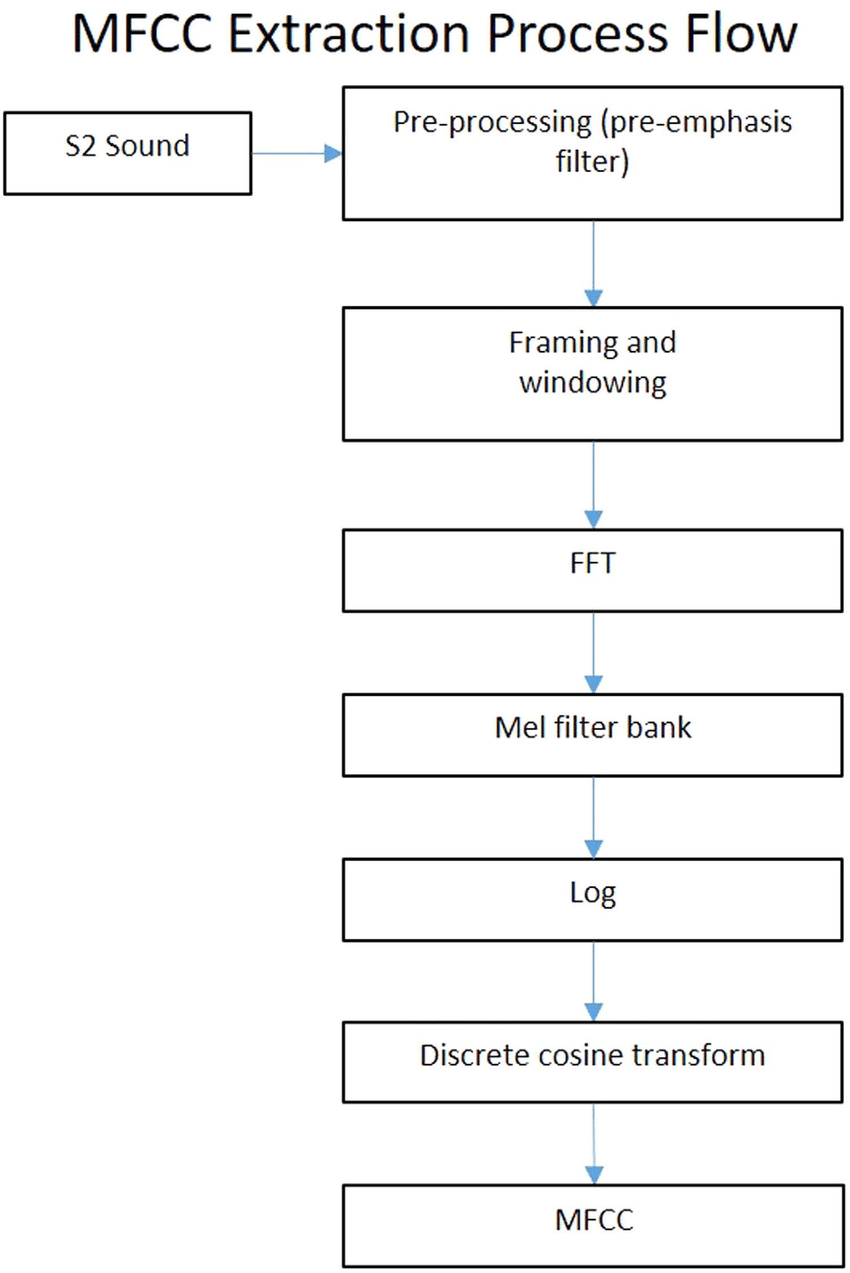 MFCC Extraction Process Flow
S2 Sound
Pre-processing (pre-emphasis
filter)
Framing and
windowing
FFT
Mel filter bank
Log
Discrete cosine transform
MFCC